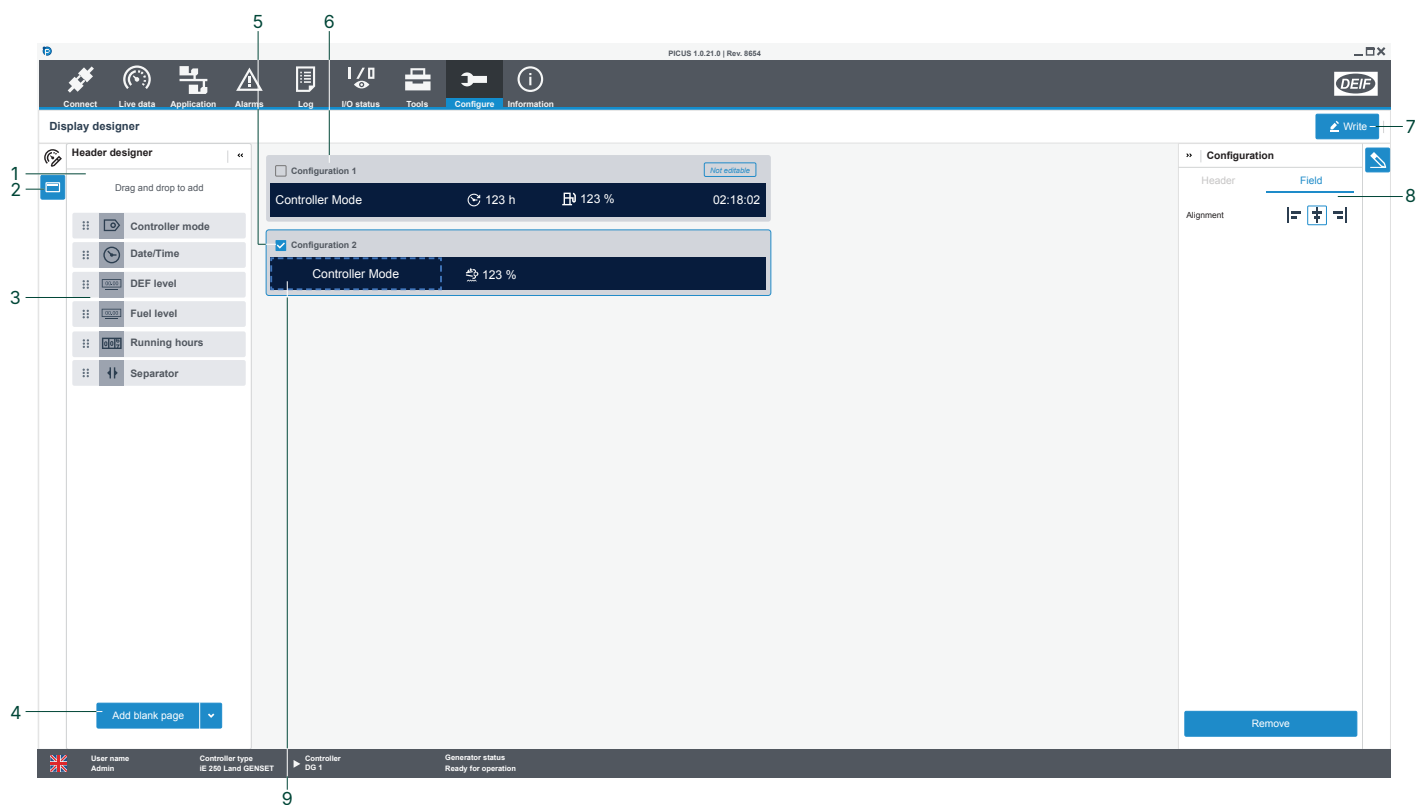 5 6
PICUS 1.0.21.0 | Rev. 8654
DEIF
Connect Live data Application Alarms Log I/O status Tools Configure Information
Display designer
Write
7
Header designer
1
2
Drag and drop to add
Controller mode
Date/Time
DEF level
3
Fuel level
Running hours
Separator
4
Add blank page
Configuration 1
Not editable
Controller Mode 123 h 123 % 02:18:02
Configuration 2
Controller Mode 123 %
Configuration
Header Field
8
Alignment
Remove
User name Controller type Controller Generator status
Admin iE 250 Land GENSET DG 1 Ready for operation
9